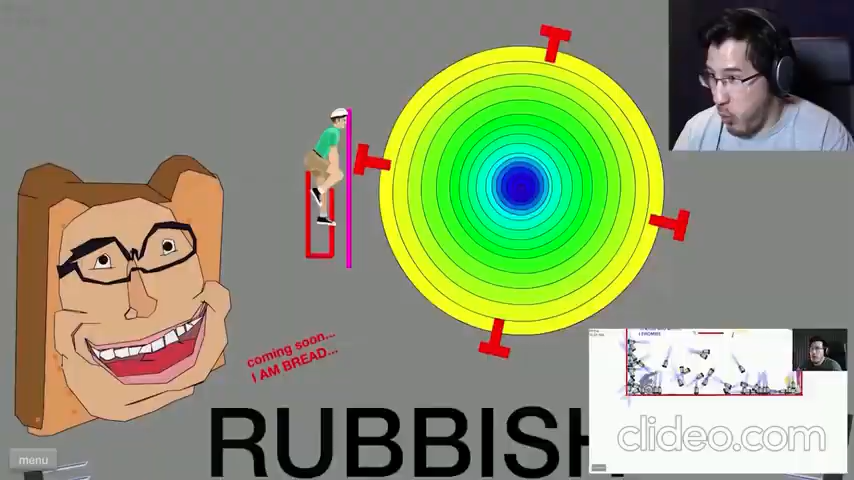 coming soon...
I AM BREAD...
RUBBISH
menu
clideo.com